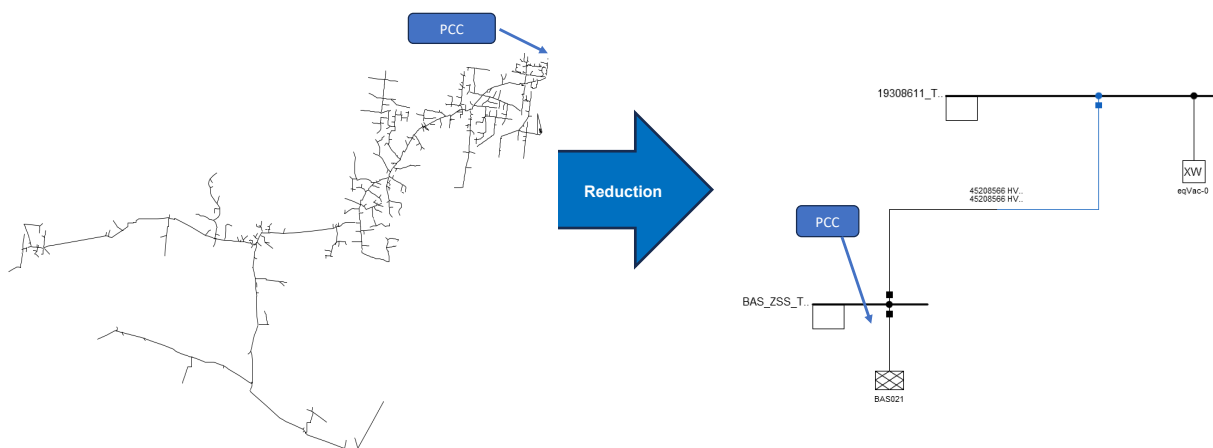 PCC
19308611_T..
XW
eqVac-0
Reduction
45208566 HV..
45208566 HV..
PCC
BAS_ZSS_T..
BAS021